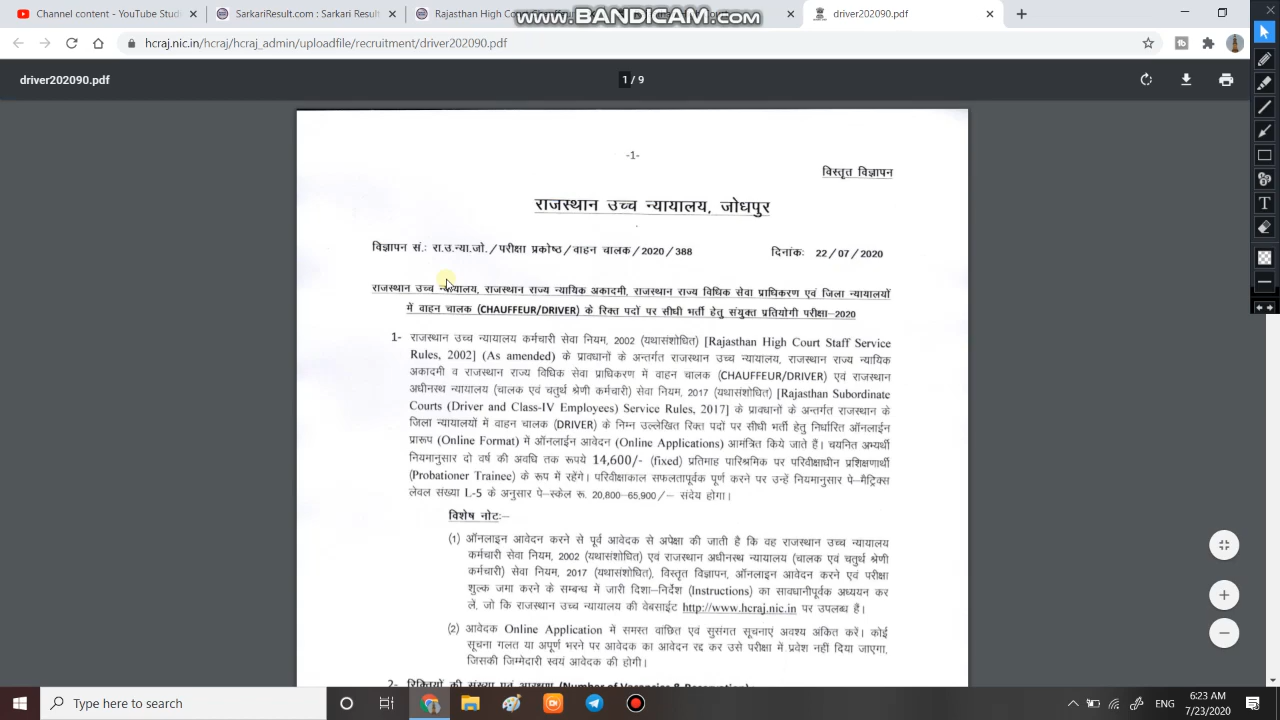 YouTube · Content - YouTube Studi
SarkariResult.com : Sarkari Result
Rajasthan High Co
www.BANDICAM.com
driver202090.pdf
hcraj.nic.in/hcraj/hcraj_admin/uploadfile/recruitment/driver202090.pdf
driver202090.pdf
1 / 9
-1-
विस्तृत विज्ञापन
राजस्थान उच्च न्यायालय, जोधपुर
विज्ञापन सं.: रा.उ.न्या.जो./परीक्षा प्रकोष्ठ/वाहन चालक/2020/388 दिनांकः 22/07/2020
राजस्थान उच्च न्यायालय, राजस्थान राज्य न्यायिक अकादमी, राजस्थान राज्य विधिक सेवा प्राधिकरण एवं जिला न्यायालयों
में वाहन चालक (CHAUFFEUR/DRIVER) के रिक्त पदों पर सीधी भर्ती हेतु संयुक्त प्रतियोगी परीक्षा-2020
1- राजस्थान उच्च न्यायालय कर्मचारी सेवा नियम, 2002 (यथासंशोधित) [Rajasthan High Court Staff Service
Rules, 2002] (As amended) के प्रावधानों के अन्तर्गत राजस्थान उच्च न्यायालय, राजस्थान राज्य न्यायिक
अकादमी व राजस्थान राज्य विधिक सेवा प्राधिकरण में वाहन चालक (CHAUFFEUR/DRIVER) एवं राजस्थान
अधीनस्थ न्यायालय (चालक एवं चतुर्थ श्रेणी कर्मचारी) सेवा नियम, 2017 (यथासंशोधित) [Rajasthan Subordinate
Courts (Driver and Class-IV Employees) Service Rules, 2017] के प्रावधानों के अन्तर्गत राजस्थान के
जिला न्यायालयों में वाहन चालक (DRIVER) के निम्न उल्लेखित रिक्त पदों पर सीधी भर्ती हेतु निर्धारित ऑनलाईन
प्रारूप (Online Format) में ऑनलाईन आवेदन (Online Applications) आमंत्रित किये जाते हैं। चयनित अभ्यर्थी
नियमानुसार दो वर्ष की अवधि तक रूपये 14,600/- (fixed) प्रतिमाह पारिश्रमिक पर परिवीक्षाधीन प्रशिक्षणार्थी
(Probationer Trainee) के रूप में रहेंगे। परिवीक्षाकाल सफलतापूर्वक पूर्ण करने पर उन्हें नियमानुसार पे-मैट्रिक्स
लेवल संख्या L-5 के अनुसार पे-स्केल रू. 20,800-65,900/- संदेय होगा।
विशेष नोटः-
(1) ऑनलाइन आवेदन करने से पूर्व आवेदक से अपेक्षा की जाती है कि वह राजस्थान उच्च न्यायालय
कर्मचारी सेवा नियम, 2002 (यथासंशोधित) एवं राजस्थान अधीनस्थ न्यायालय (चालक एवं चतुर्थ श्रेणी
कर्मचारी) सेवा नियम, 2017 (यथासंशोधित), विस्तृत विज्ञापन, ऑनलाईन आवेदन करने एवं परीक्षा
शुल्क जमा करने के सम्बन्ध में जारी दिशा-निर्देश (Instructions) का सावधानीपूर्वक अध्ययन कर
लें, जो कि राजस्थान उच्च न्यायालय की वेबसाईट http://www.hcraj.nic.in पर उपलब्ध हैं।
(2) आवेदक Online Application में समस्त वांछित एवं सुसंगत सूचनाएं अवश्य अंकित करें। कोई
सूचना गलत या अपूर्ण भरने पर आवेदक का आवेदन रद्द कर उसे परीक्षा में प्रवेश नहीं दिया जाएगा,
जिसकी जिम्मेदारी स्वयं आवेदक की होगी।
2- रिक्तियों की संख्या एवं आरक्षण (Number of Vacancies & Reservation):
Type here to search
ENG
6:23 AM
7/23/2020